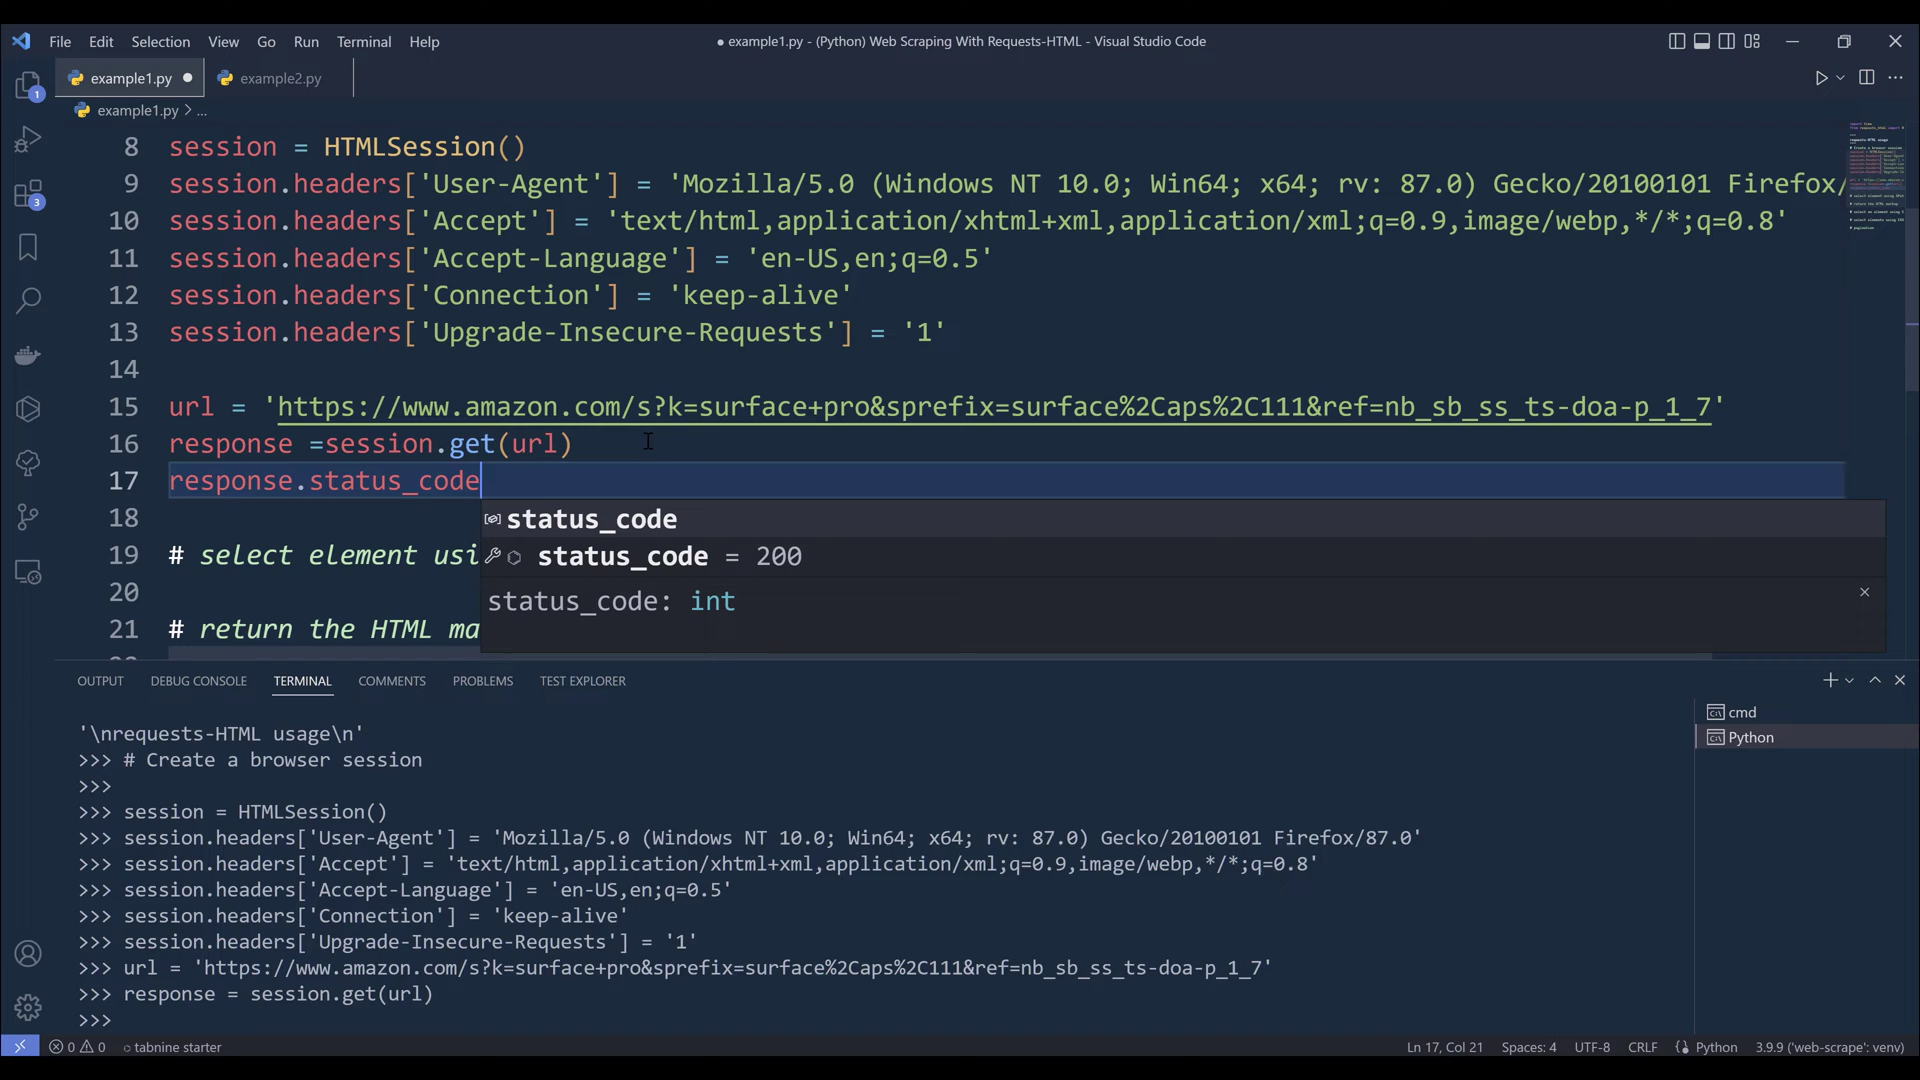 File Edit Selection View Go Run Terminal Help
● example1.py - (Python) Web Scraping With Requests-HTML - Visual Studio Code
example1.py ●
example2.py
example1.py > ...
8 session = HTMLSession()
9 session.headers['User-Agent'] = 'Mozilla/5.0 (Windows NT 10.0; Win64; x64; rv: 87.0) Gecko/20100101 Firefox/
10 session.headers['Accept'] = 'text/html,application/xhtml+xml,application/xml;q=0.9,image/webp,*/*;q=0.8'
11 session.headers['Accept-Language'] = 'en-US,en;q=0.5'
12 session.headers['Connection'] = 'keep-alive'
13 session.headers['Upgrade-Insecure-Requests'] = '1'
14
15 url = 'https://www.amazon.com/s?k=surface+pro&sprefix=surface%2Caps%2C111&ref=nb_sb_ss_ts-doa-p_1_7'
16 response =session.get(url)
17 response.status_code
18
status_code
19 # select element usi
status_code = 200
20
status_code: int
21 # return the HTML ma
OUTPUT DEBUG CONSOLE TERMINAL COMMENTS PROBLEMS TEST EXPLORER
cmd
Python
'\nrequests-HTML usage\n'
>>> # Create a browser session
>>>
>>> session = HTMLSession()
>>> session.headers['User-Agent'] = 'Mozilla/5.0 (Windows NT 10.0; Win64; x64; rv: 87.0) Gecko/20100101 Firefox/87.0'
>>> session.headers['Accept'] = 'text/html,application/xhtml+xml,application/xml;q=0.9,image/webp,*/*;q=0.8'
>>> session.headers['Accept-Language'] = 'en-US,en;q=0.5'
>>> session.headers['Connection'] = 'keep-alive'
>>> session.headers['Upgrade-Insecure-Requests'] = '1'
>>> url = 'https://www.amazon.com/s?k=surface+pro&sprefix=surface%2Caps%2C111&ref=nb_sb_ss_ts-doa-p_1_7'
>>> response = session.get(url)
>>>
0 0 tabnine starter
Ln 17, Col 21 Spaces: 4 UTF-8 CRLF Python 3.9.9 ('web-scrape': venv)
1
3